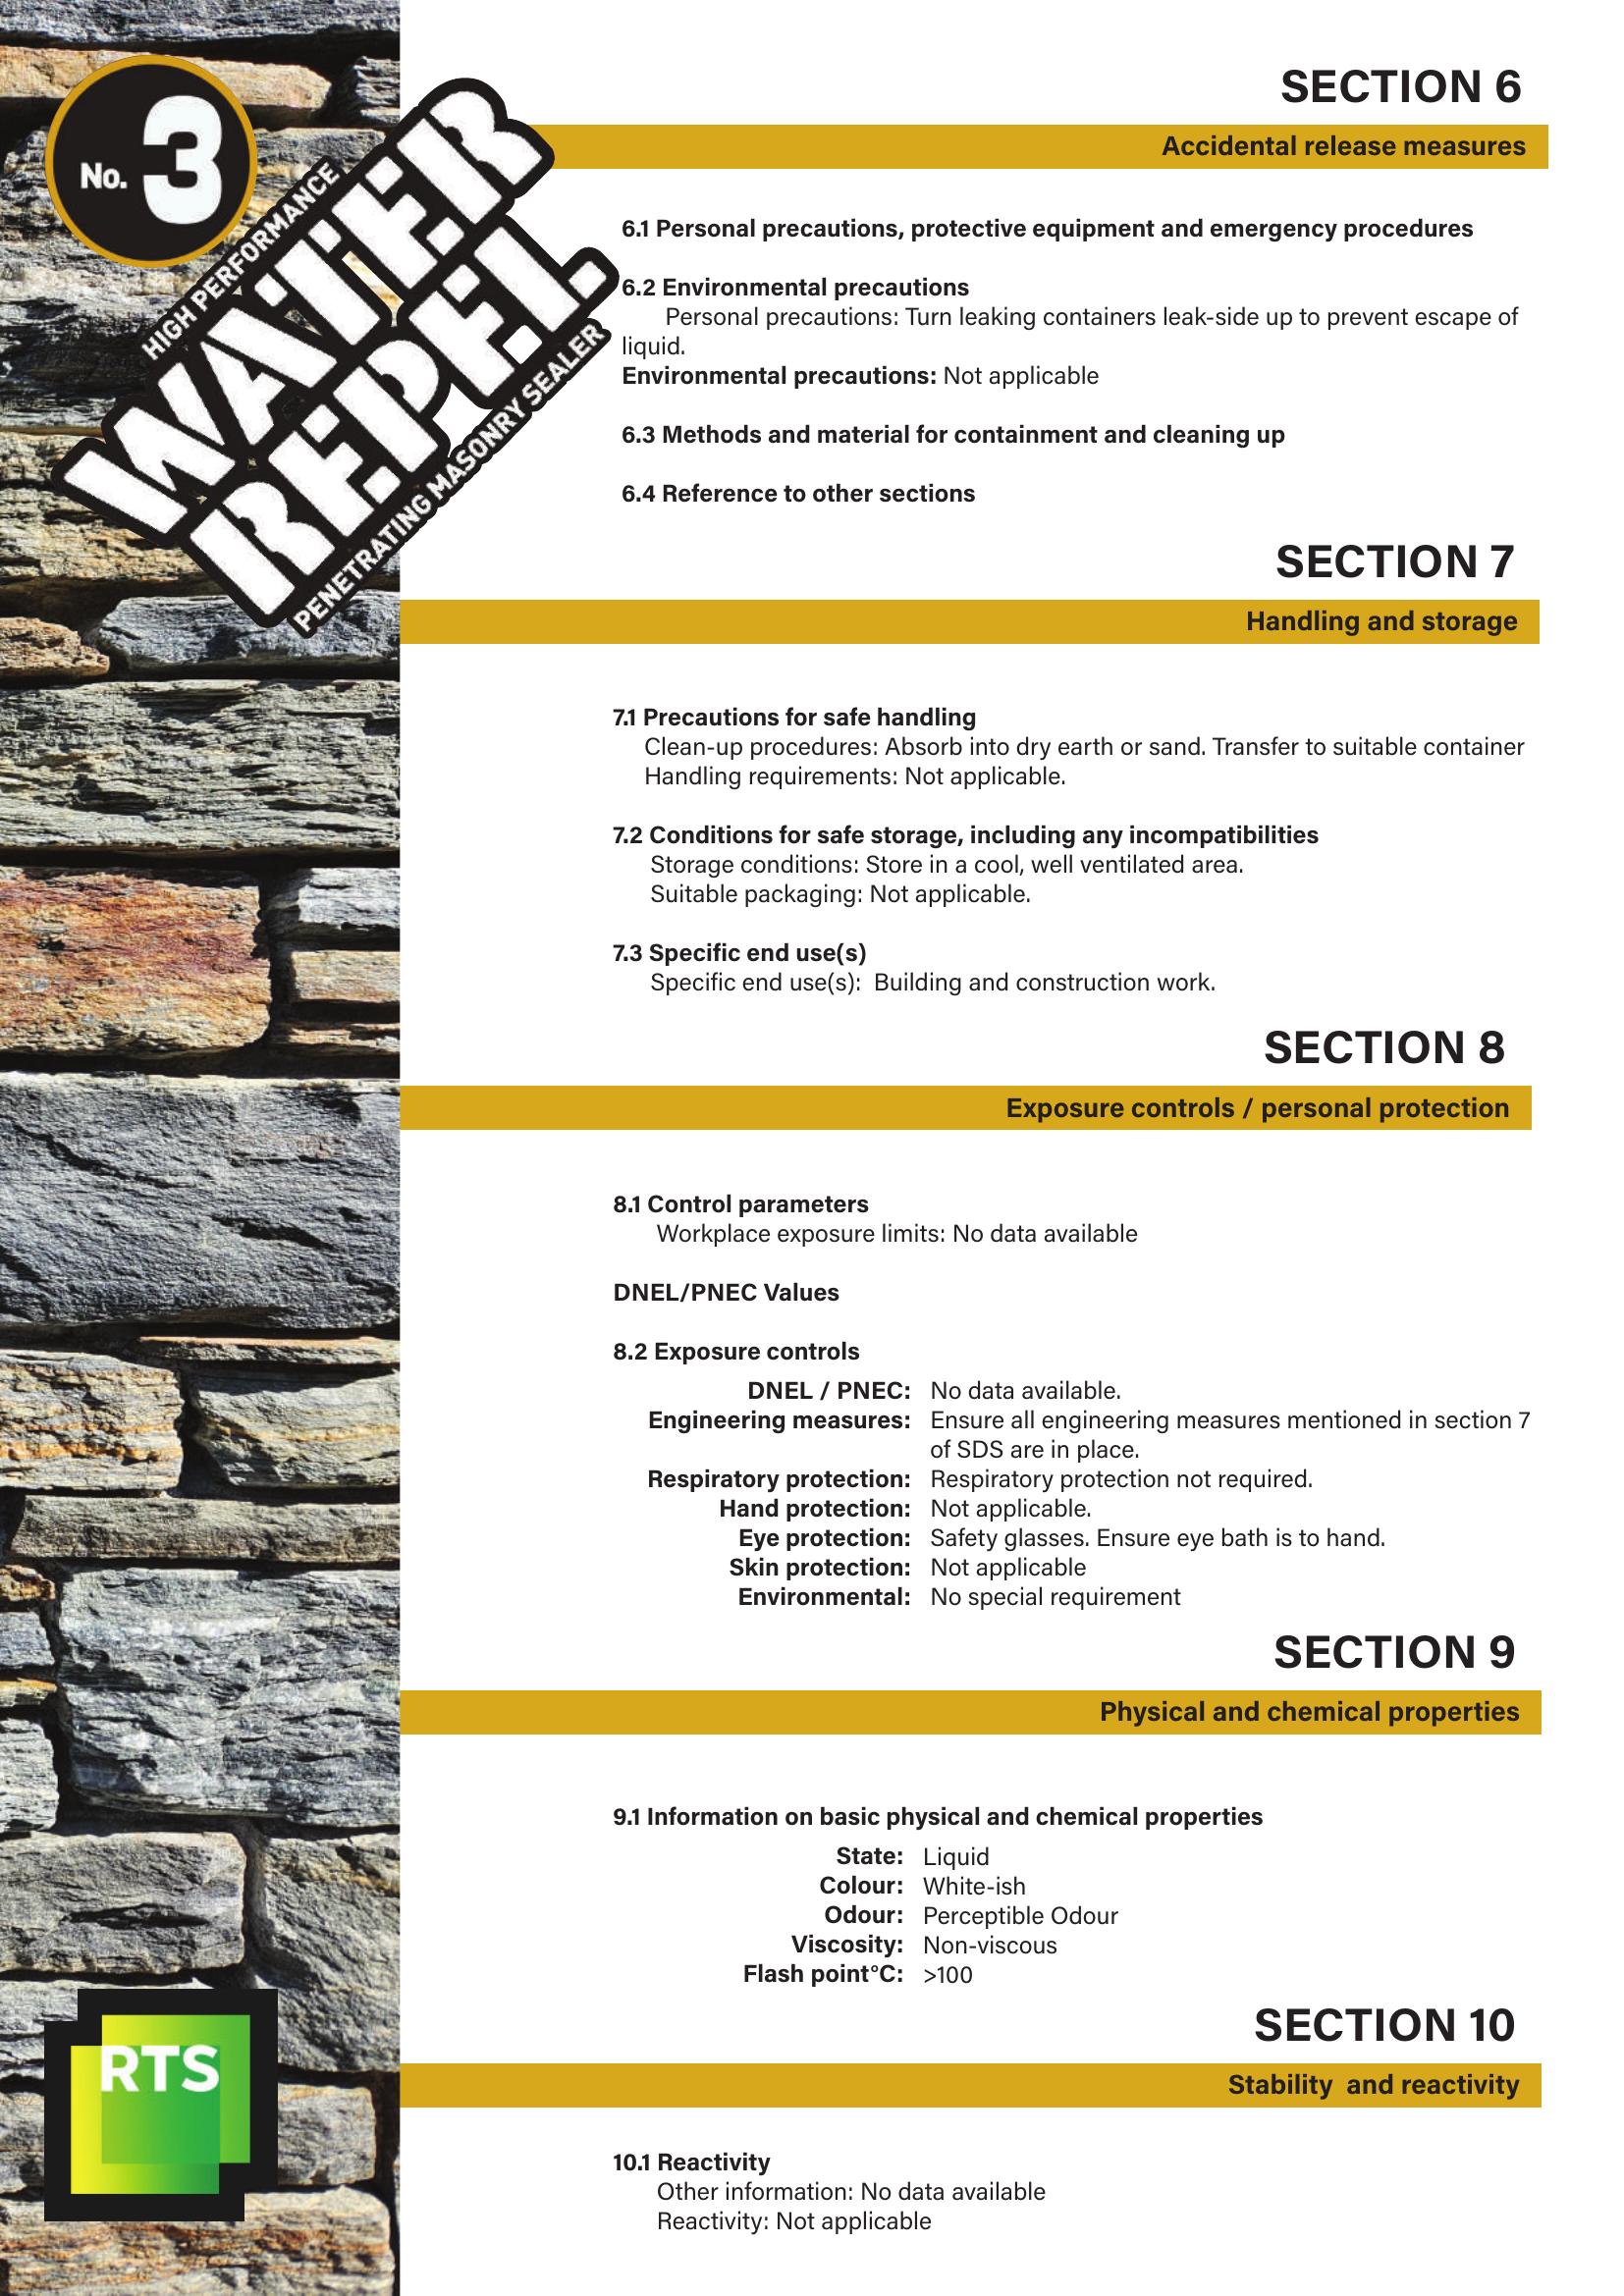 No. 3
HIGH PERFORMANCE
WATER
REPEL
PENETRATING MASONRY SEALER
SECTION 6
Accidental release measures
6.1 Personal precautions, protective equipment and emergency procedures
6.2 Environmental precautions
Personal precautions: Turn leaking containers leak-side up to prevent escape of
liquid.
Environmental precautions: Not applicable
6.3 Methods and material for containment and cleaning up
6.4 Reference to other sections
SECTION 7
Handling and storage
7.1 Precautions for safe handling
Clean-up procedures: Absorb into dry earth or sand. Transfer to suitable container
Handling requirements: Not applicable.
7.2 Conditions for safe storage, including any incompatibilities
Storage conditions: Store in a cool, well ventilated area.
Suitable packaging: Not applicable.
7.3 Specific end use(s)
Specific end use(s): Building and construction work.
SECTION 8
Exposure controls / personal protection
8.1 Control parameters
Workplace exposure limits: No data available
DNEL/PNEC Values
8.2 Exposure controls
DNEL / PNEC: No data available.
Engineering measures: Ensure all engineering measures mentioned in section 7
of SDS are in place.
Respiratory protection: Respiratory protection not required.
Hand protection: Not applicable.
Eye protection: Safety glasses. Ensure eye bath is to hand.
Skin protection: Not applicable
Environmental: No special requirement
SECTION 9
Physical and chemical properties
9.1 Information on basic physical and chemical properties
State: Liquid
Colour: White-ish
Odour: Perceptible Odour
Viscosity: Non-viscous
Flash point°C: >100
SECTION 10
Stability and reactivity
10.1 Reactivity
Other information: No data available
Reactivity: Not applicable
RTS